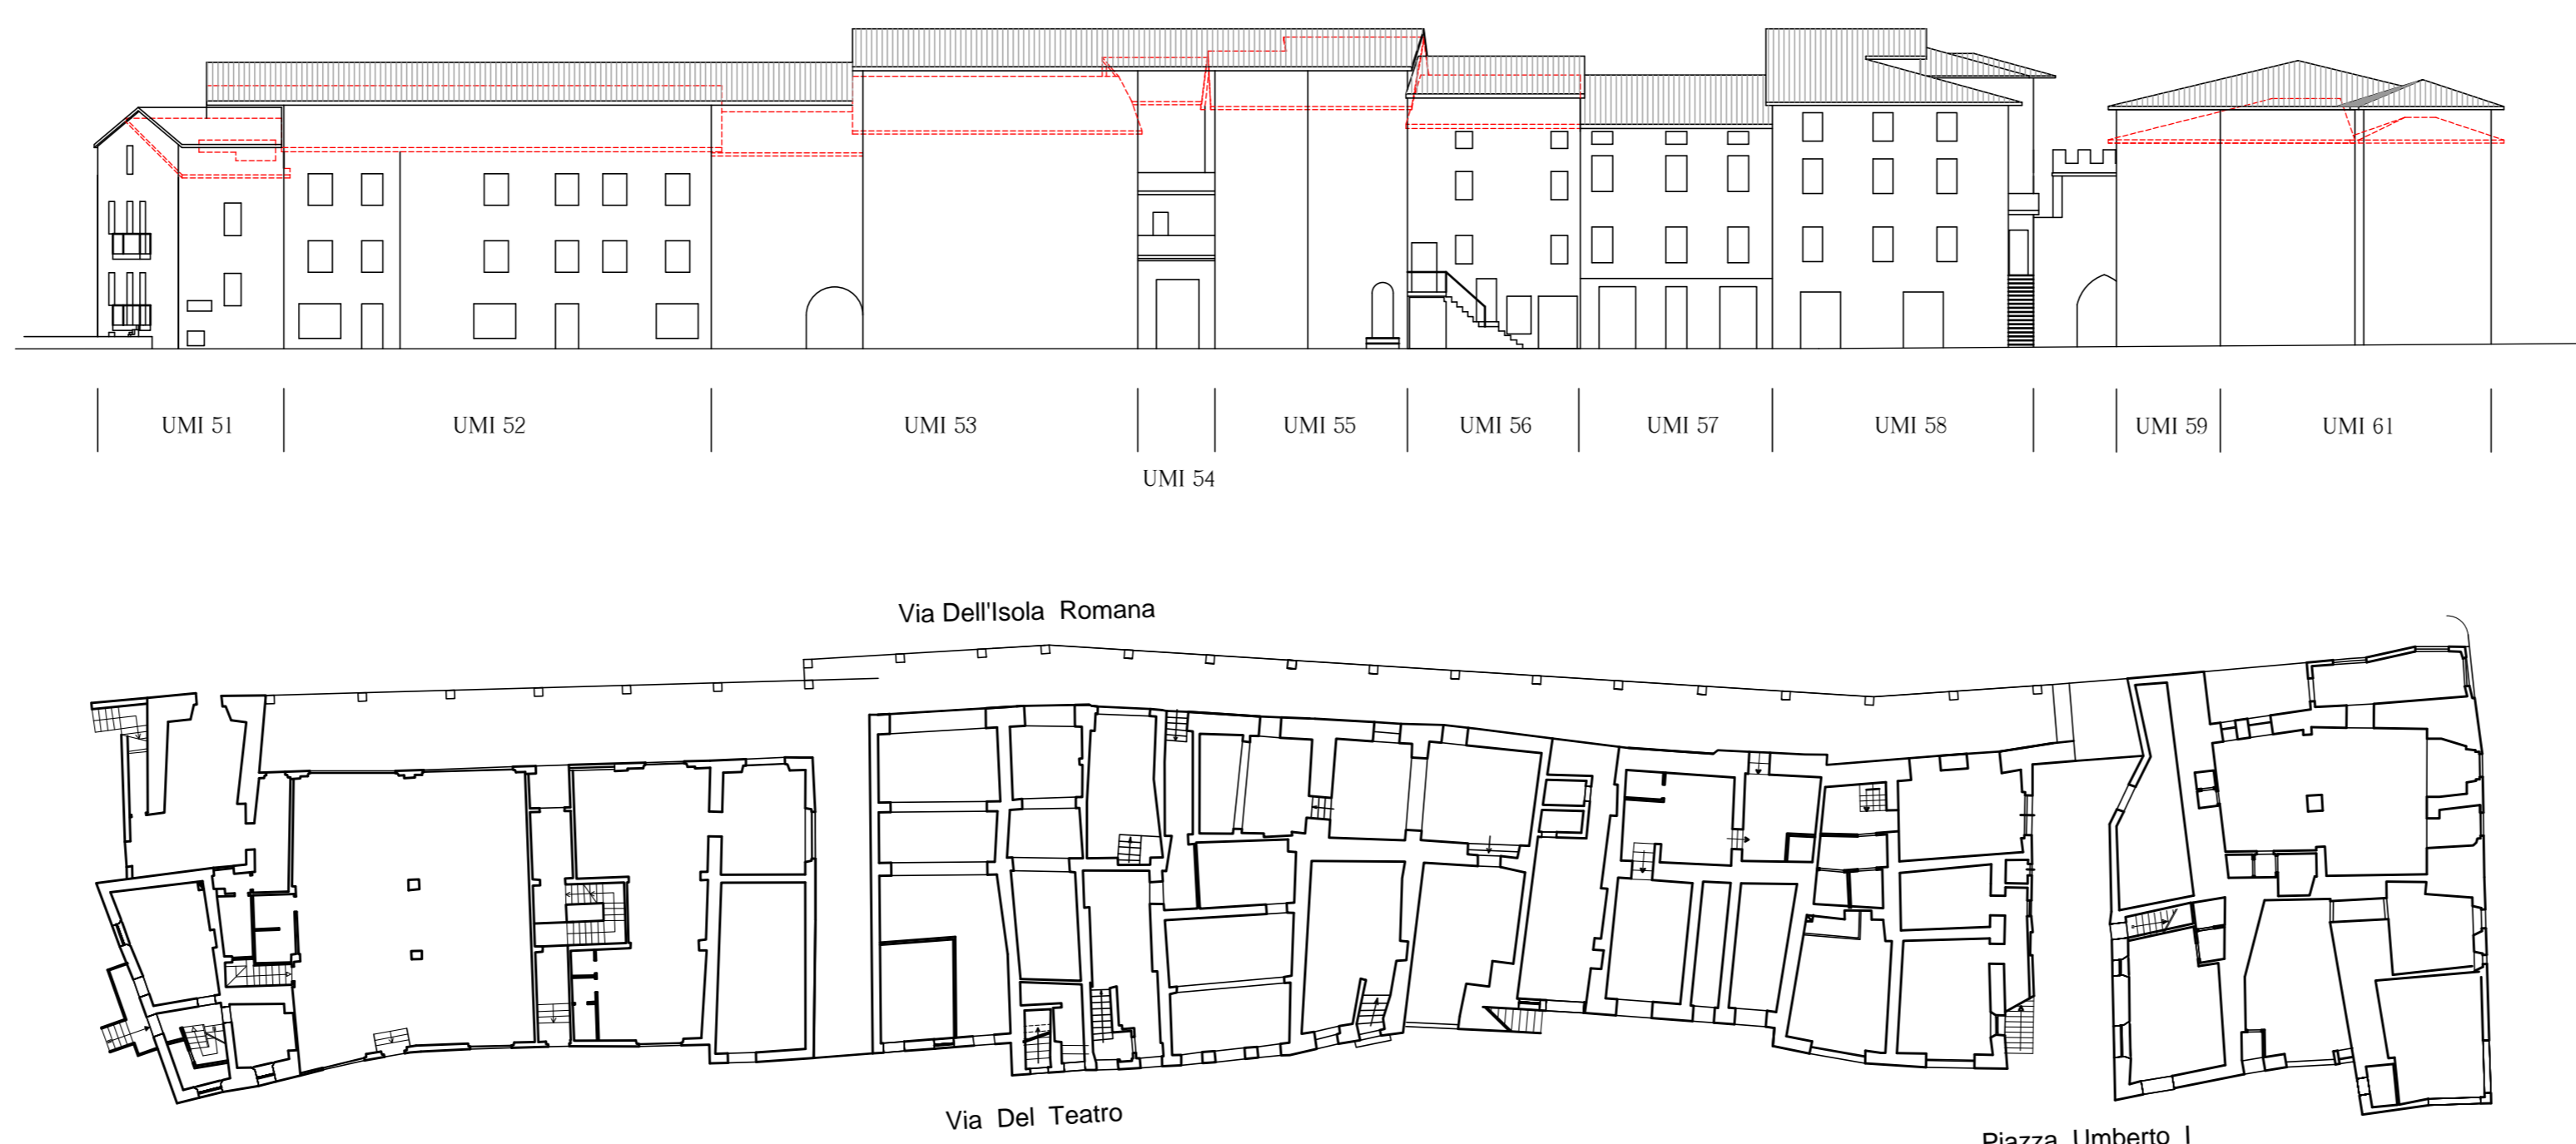 UMI 51
UMI 52
UMI 53
UMI 54
UMI 55
UMI 56
UMI 57
UMI 58
UMI 59
UMI 61
Via Dell'Isola Romana
Via Del Teatro
Piazza Umberto I